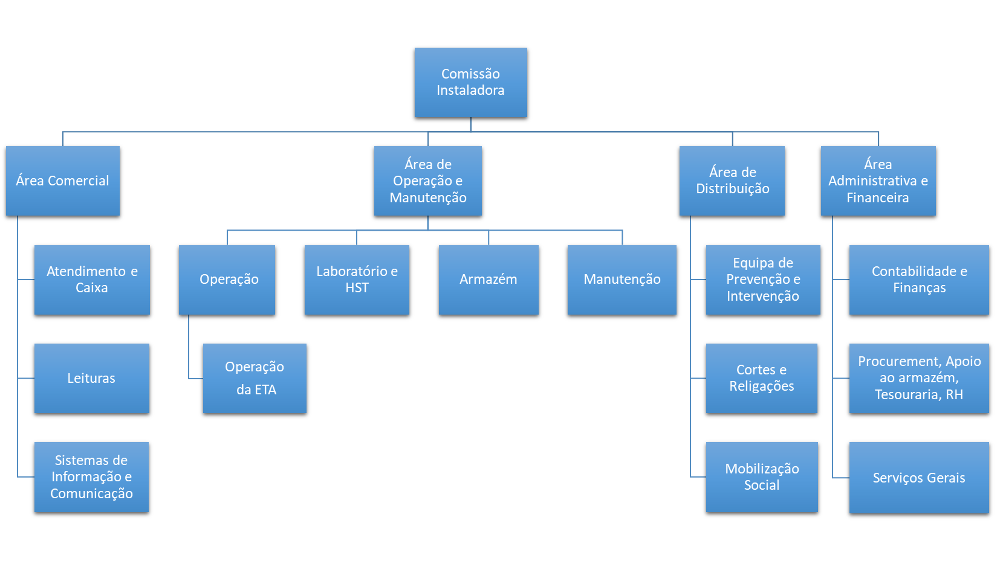 Comissão
Instaladora
Área Comercial
Área de
Operação e
Manutenção
Área de
Distribuição
Área
Administrativa e
Financeira
Atendimento e
Caixa
Operação
Laboratório e
HST
Armazém
Manutenção
Equipa de
Prevenção e
Intervenção
Contabilidade e
Finanças
Leituras
Operação
da ETA
Cortes e
Religações
Procurement, Apoio
ao armazém,
Tesouraria, RH
Sistemas de
Informação e
Comunicação
Mobilização
Social
Serviços Gerais